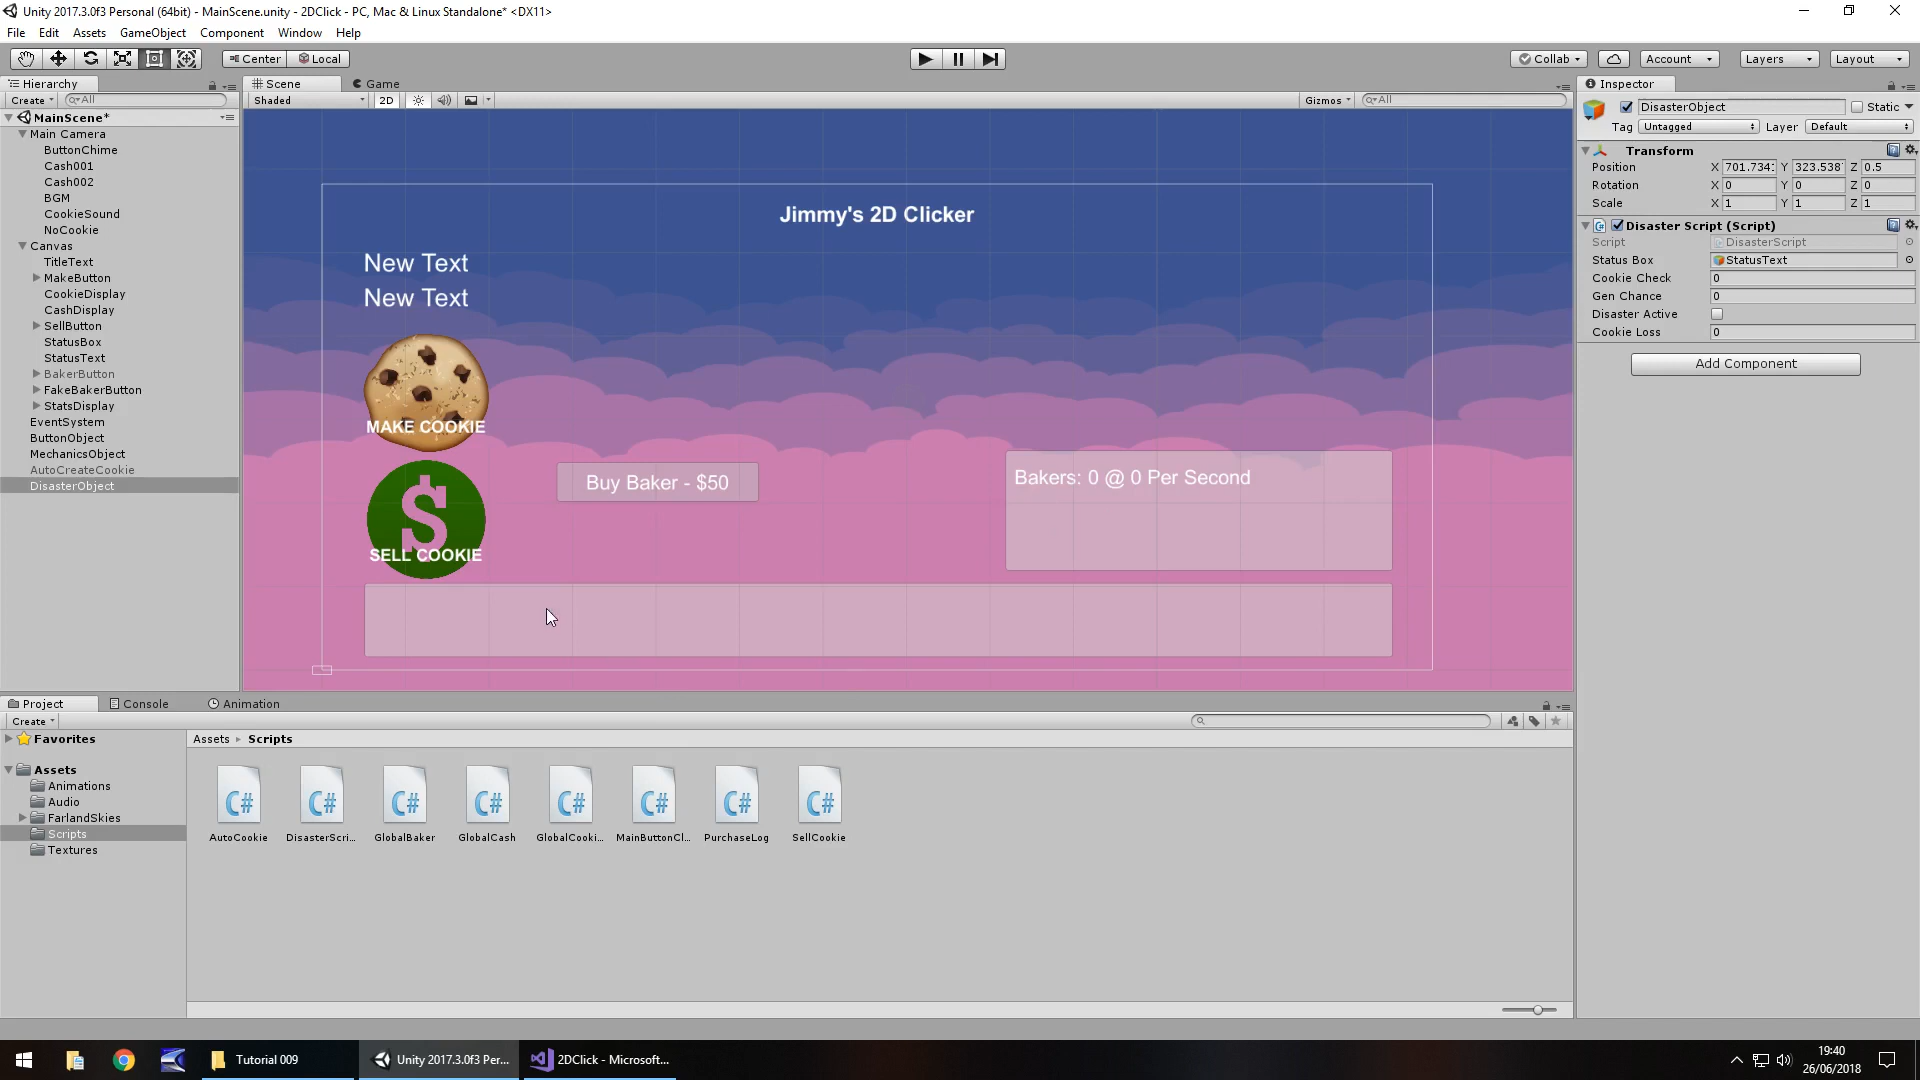 Unity 2017.3.0f3 Personal (64bit) - MainScene.unity - 2DClick - PC, Mac & Linux Standalone* <DX11>
File Edit Assets GameObject Component Window Help
Center Local
Collab Account Layers Layout
Hierarchy
Create All
MainScene*
Main Camera
ButtonChime
Cash001
Cash002
BGM
CookieSound
NoCookie
Canvas
TitleText
MakeButton
CookieDisplay
CashDisplay
SellButton
StatusBox
StatusText
BakerButton
FakeBakerButton
StatsDisplay
EventSystem
ButtonObject
MechanicsObject
AutoCreateCookie
DisasterObject
Scene Game
Shaded 2D Gizmos All
Jimmy's 2D Clicker
New Text
New Text
MAKE COOKIE
SELL COOKIE
Buy Baker - $50
Bakers: 0 @ 0 Per Second
Inspector
DisasterObject Static
Tag Untagged Layer Default
Transform
Position X 701.734 Y 323.538 Z 0.5
Rotation X 0 Y 0 Z 0
Scale X 1 Y 1 Z 1
Disaster Script (Script)
Script DisasterScript
Status Box StatusText
Cookie Check 0
Gen Chance 0
Disaster Active
Cookie Loss 0
Add Component
Project Console Animation
Create
Favorites
Assets
Animations
Audio
FarlandSkies
Scripts
Textures
Assets Scripts
C# C# C# C# C# C# C# C#
AutoCookie DisasterScri... GlobalBaker GlobalCash GlobalCooki... MainButtonCl... PurchaseLog SellCookie
Tutorial 009
Unity 2017.3.0f3 Per...
2DClick - Microsoft...
19:40
26/06/2018